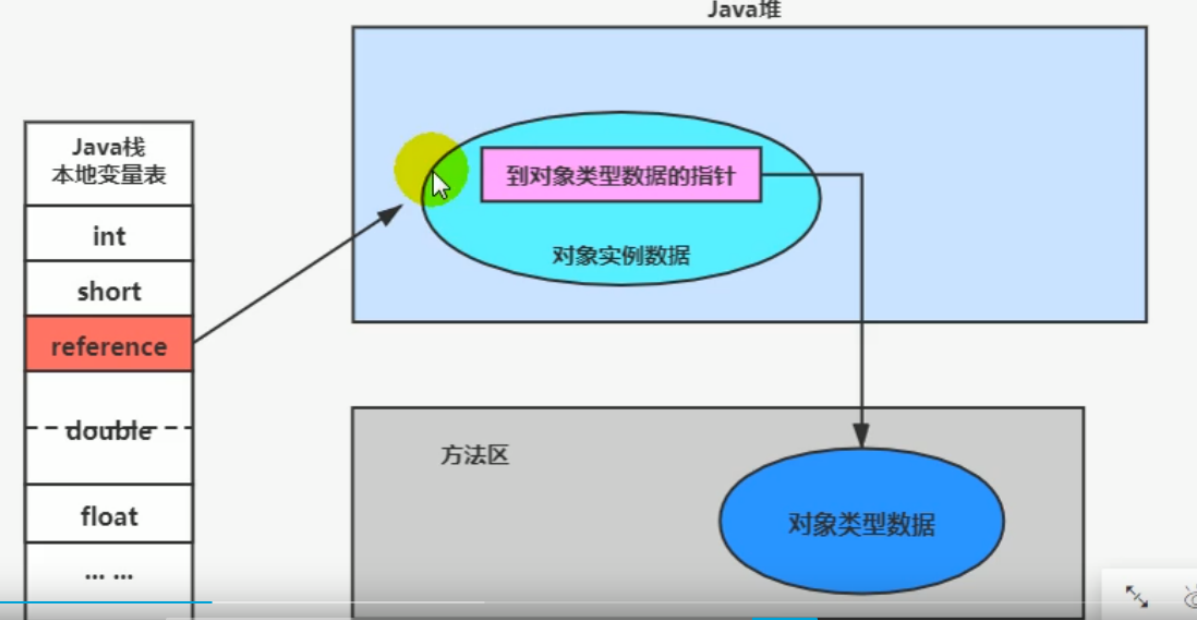 Java堆
Java栈
本地变量表
int
short
reference
double
float
... ...
到对象类型数据的指针
对象实例数据
方法区
对象类型数据